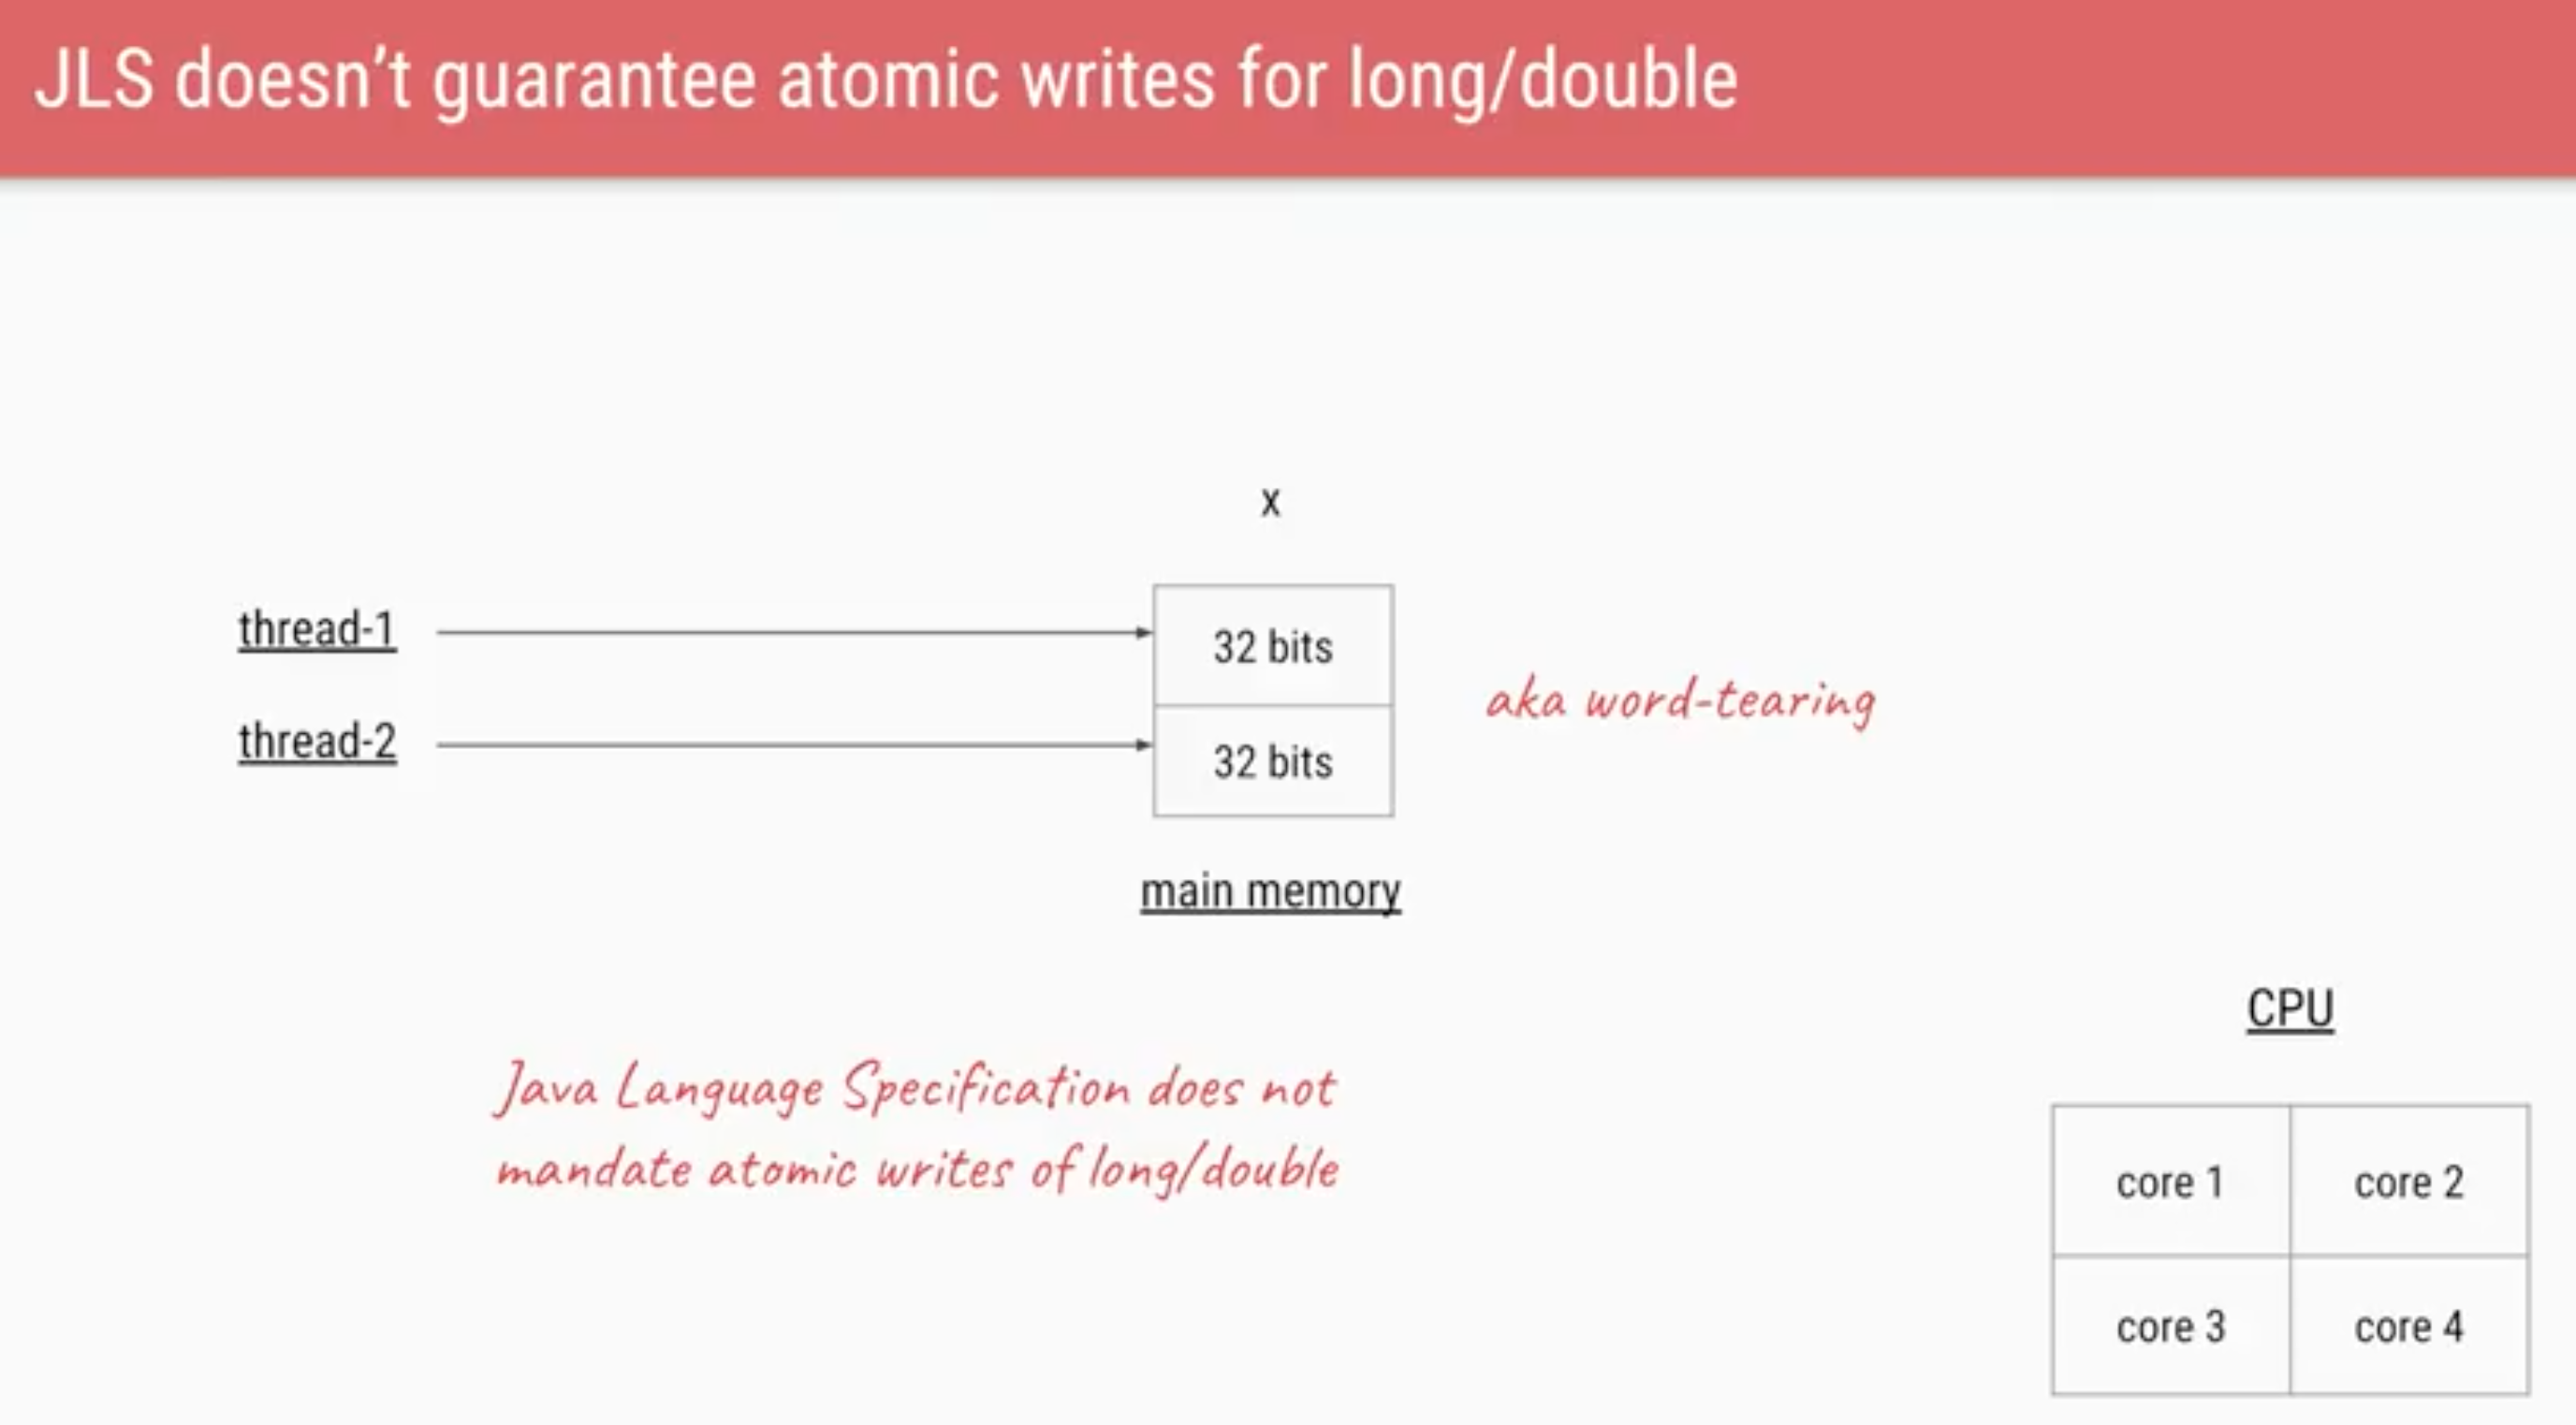 JLS doesn’t guarantee atomic writes for long/double
x
thread-1
32 bits
aka word-tearing
thread-2
32 bits
main memory
CPU
Java Language Specification does not
mandate atomic writes of long/double
core 1
core 2
core 3
core 4